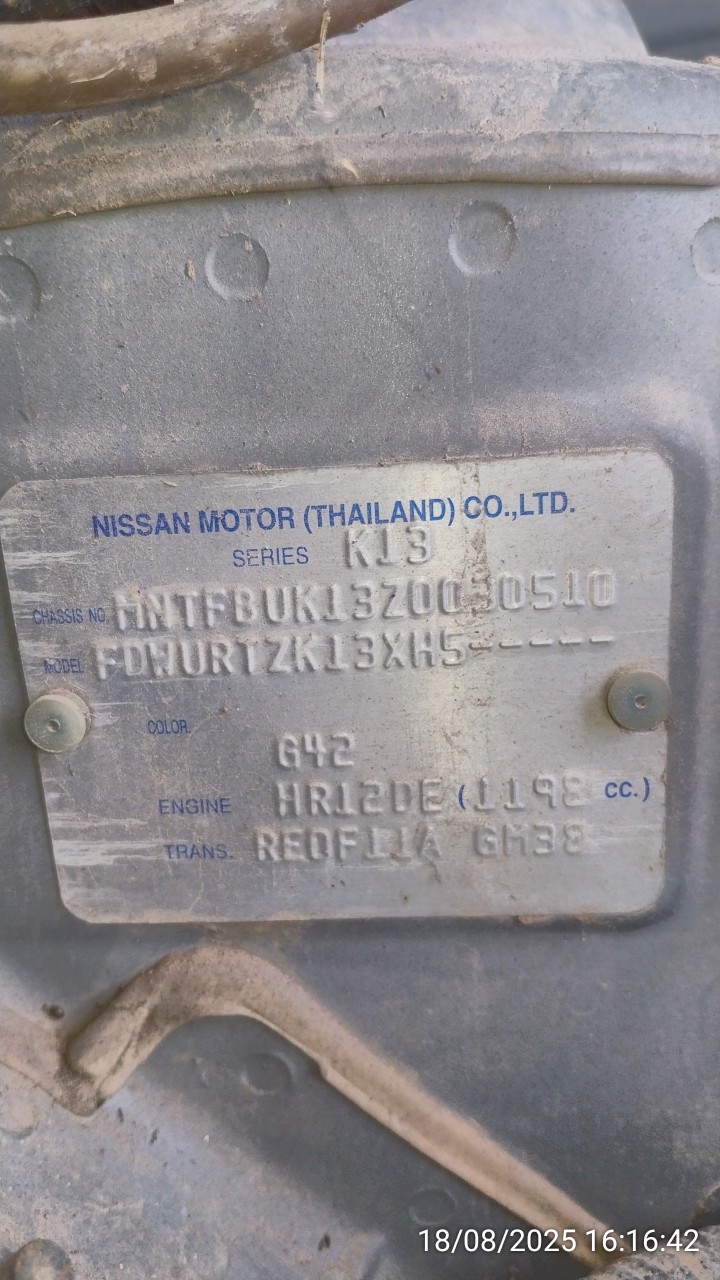 NISSAN MOTOR (THAILAND) CO.,LTD.
SERIES K13
CHASSIS NO. MNTFBUK13Z0030510
MODEL FDWURTZK13XH5-----
COLOR
G42
ENGINE HR12DE (1198 CC.)
TRANS. RE0F11A GH38
18/08/2025 16:16:42